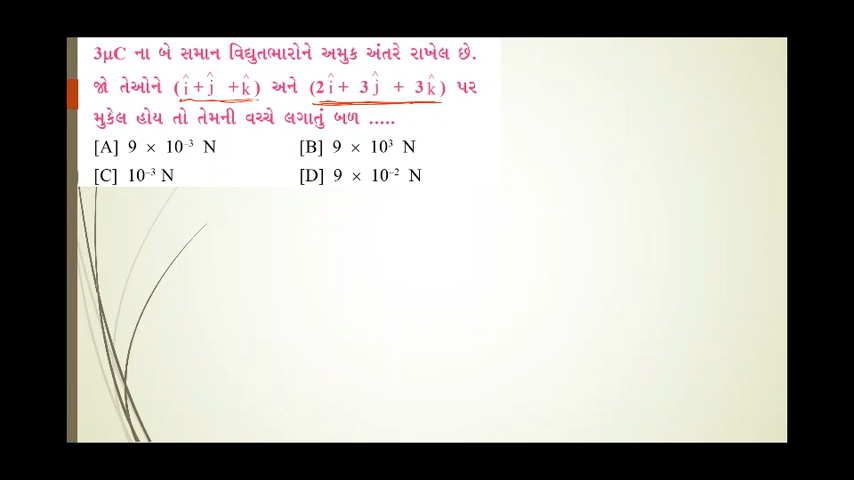 3μC ના બે સમાન વિદ્યુતભારોને અમુક અંતરે રાખેલ છે.
જો તેઓને (î + ĵ + k̂) અને (2î + 3ĵ + 3k̂) પર
મુકેલ હોય તો તેમની વચ્ચે લગાતું બળ .....
[A] 9 × 10⁻³ N [B] 9 × 10³ N
[C] 10⁻³ N [D] 9 × 10⁻² N